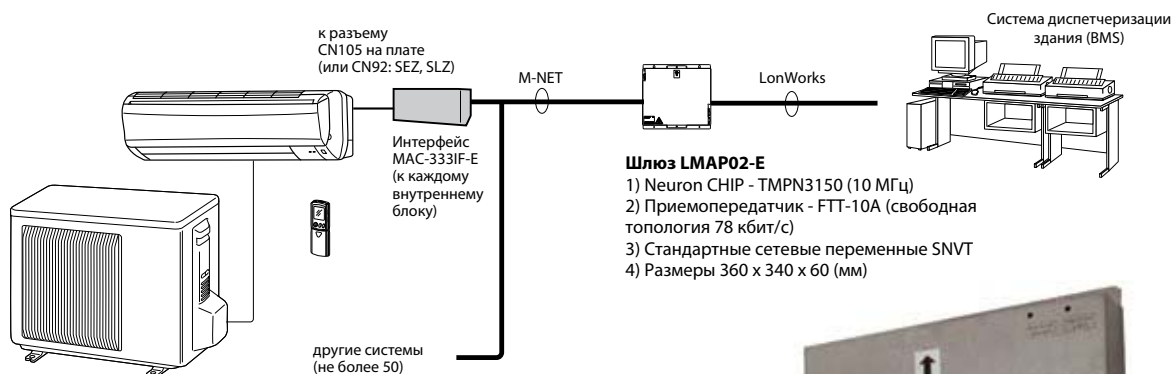 к разъему
CN105 на плате
(или CN92: SEZ, SLZ)
M-NET
LonWorks
Система диспетчеризации
здания (BMS)
Интерфейс
MAC-333IF-E
(к каждому
внутреннему
блоку)
Шлюз LMAP02-E
1) Neuron CHIP - TMPN3150 (10 МГц)
2) Приемопередатчик - FTT-10A (свободная
топология 78 кбит/с)
3) Стандартные сетевые переменные SNVT
4) Размеры 360 x 340 x 60 (мм)
другие системы
(не более 50)